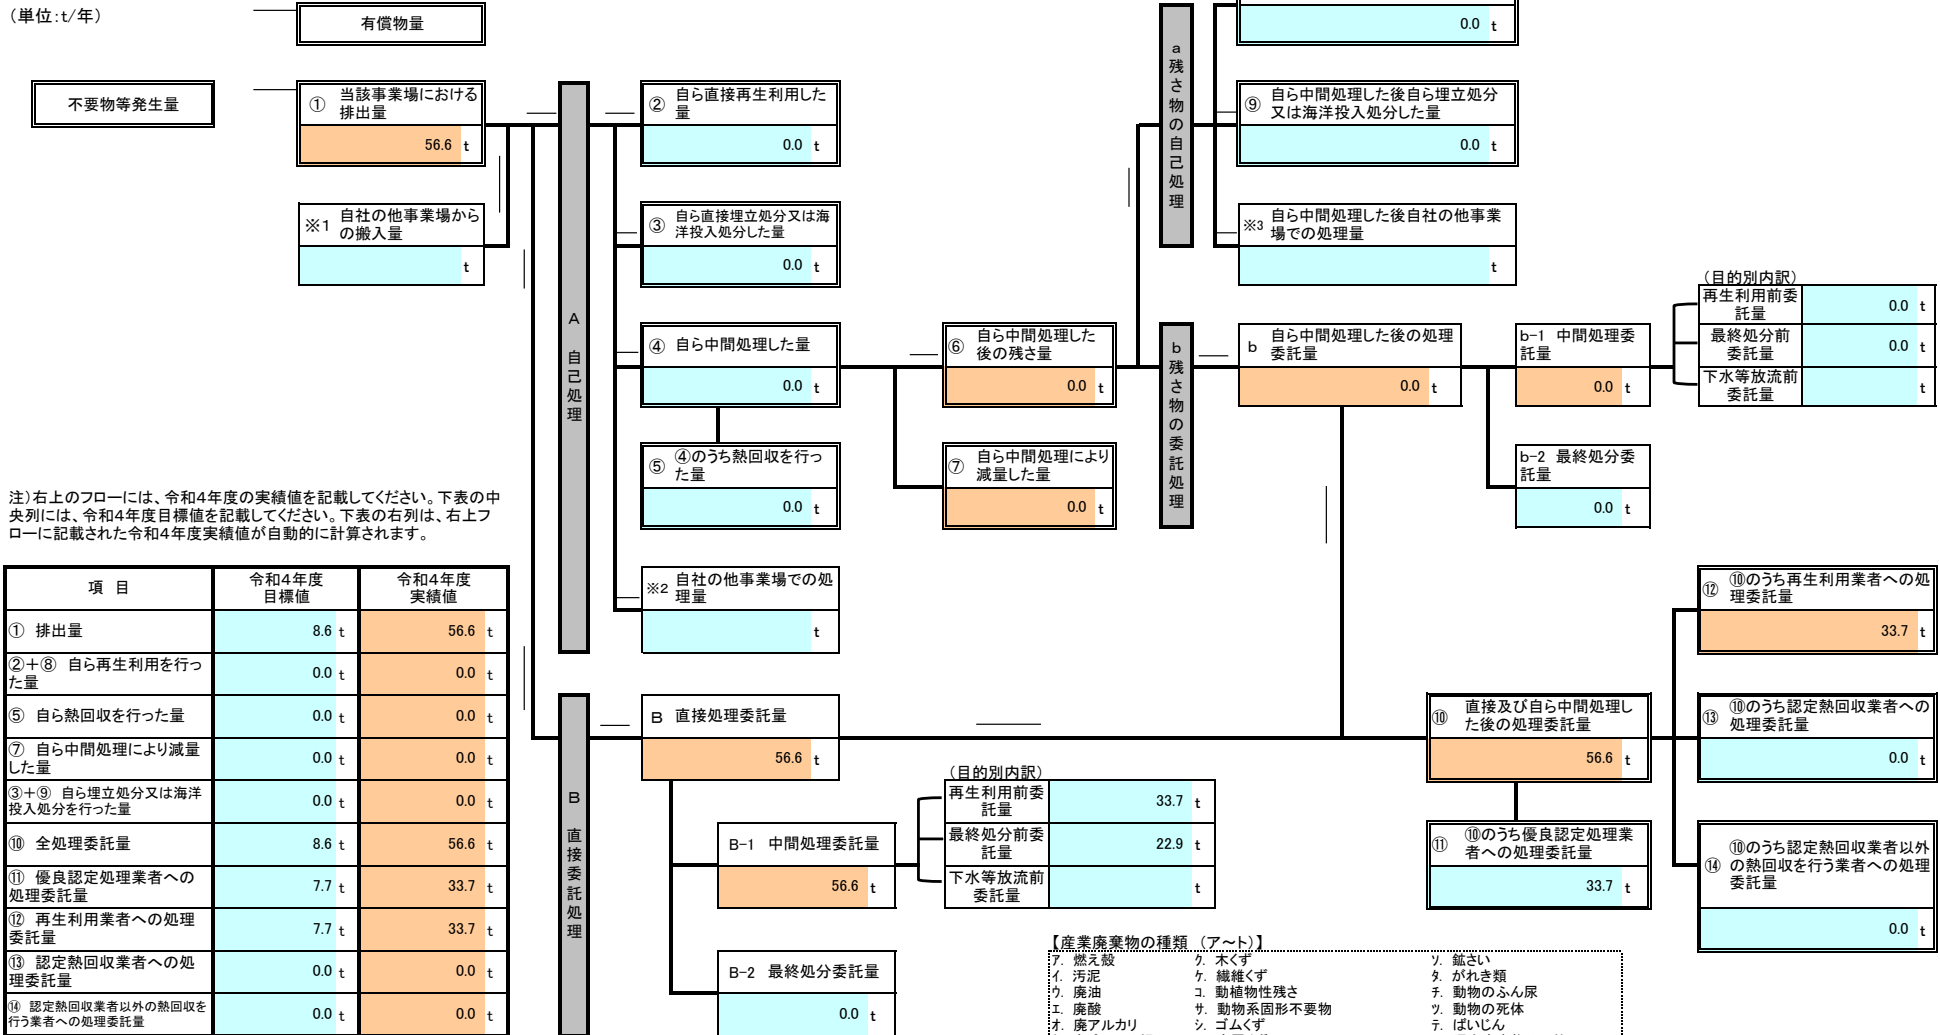 (単位:t/年)
有償物量
不要物等発生量
① 当該事業場における
排出量
56.6 t
※1 自社の他事業場から
の搬入量
t
A 自己処理
② 自ら直接再生利用した
量
0.0 t
③ 自ら直接埋立処分又は海
洋投入処分した量
0.0 t
④ 自ら中間処理した量
0.0 t
⑤ ④のうち熱回収を行っ
た量
0.0 t
※2 自社の他事業場での処
理量
t
⑥ 自ら中間処理した
後の残さ量
0.0 t
⑦ 自ら中間処理により
減量した量
0.0 t
a残さ物の自己処理
0.0 t
⑨ 自ら中間処理した後自ら埋立処分
又は海洋投入処分した量
0.0 t
※3 自ら中間処理した後自社の他事業
場での処理量
t
b残さ物の委託処理
b 自ら中間処理した後の処理
委託量
0.0 t
b-1 中間処理委
託量
0.0 t
b-2 最終処分委
託量
0.0 t
(目的別内訳)
再生利用前委
託量
0.0 t
最終処分前
委託量
0.0 t
下水等放流前
委託量
t
注)右上のフローには、令和4年度の実績値を記載してください。下表の中
央列には、令和4年度目標値を記載してください。下表の右列は、右上フ
ローに記載された令和4年度実績値が自動的に計算されます。
項 目 令和4年度
目標値 令和4年度
実績値
① 排出量 8.6 t 56.6 t
②+⑧ 自ら再生利用を行っ
た量 0.0 t 0.0 t
⑤ 自ら熱回収を行った量 0.0 t 0.0 t
⑦ 自ら中間処理により減量
した量 0.0 t 0.0 t
③+⑨ 自ら埋立処分又は海洋
投入処分を行った量 0.0 t 0.0 t
⑩ 全処理委託量 8.6 t 56.6 t
⑪ 優良認定処理業者への
処理委託量 7.7 t 33.7 t
⑫ 再生利用業者への処理
委託量 7.7 t 33.7 t
⑬ 認定熱回収業者への処
理委託量 0.0 t 0.0 t
⑭ 認定熱回収業者以外の熱回収を
行う業者への処理委託量 0.0 t 0.0 t
B 直接委託処理
B 直接処理委託量
56.6 t
B-1 中間処理委託量
56.6 t
B-2 最終処分委託量
0.0 t
(目的別内訳)
再生利用前委
託量
33.7 t
最終処分前委
託量
22.9 t
下水等放流前
委託量
t
⑩ 直接及び自ら中間処理し
た後の処理委託量
56.6 t
⑪ ⑩のうち優良認定処理業
者への処理委託量
33.7 t
⑫ ⑩のうち再生利用業者への処
理委託量
33.7 t
⑬ ⑩のうち認定熱回収業者への
処理委託量
0.0 t
⑭ ⑩のうち認定熱回収業者以外
の熱回収を行う業者への処理
委託量
0.0 t
【産業廃棄物の種類 (ア~ト)】
ア. 燃え殻 ク. 木くず ソ. 鉱さい
イ. 汚泥 ケ. 繊維くず タ. がれき類
ウ. 廃油 コ. 動植物性残さ チ. 動物のふん尿
エ. 廃酸 サ. 動物系固形不要物 ツ. 動物の死体
オ. 廃アルカリ シ. ゴムくず テ. ばいじん